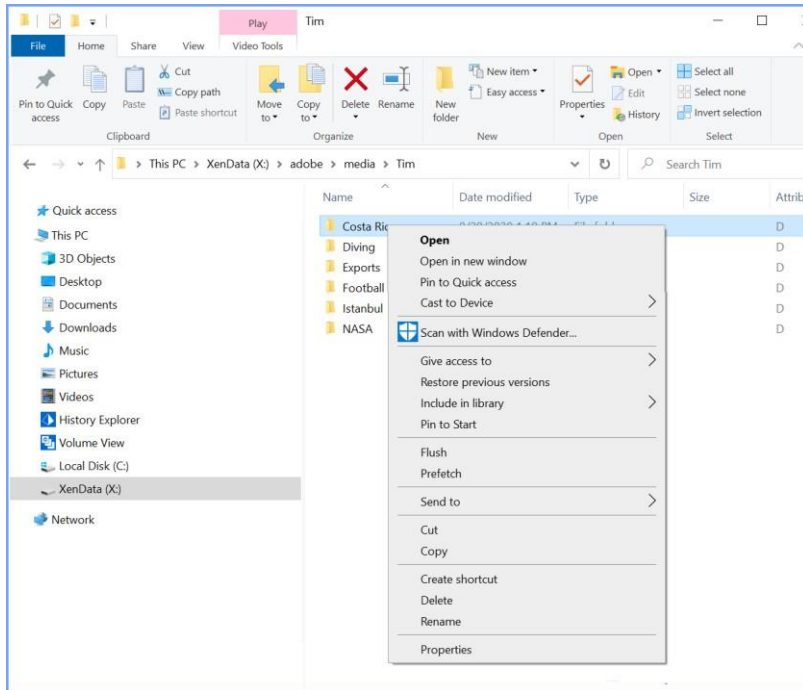 Play
Tim
File
Home
Share
View
Video Tools
Pin to Quick access
Copy
Paste
Cut
Copy path
Paste shortcut
Clipboard
Move to
Copy to
Delete
Rename
Organize
New folder
New item
Easy access
New
Properties
Open
Edit
History
Open
Select all
Select none
Invert selection
Select
This PC > XenData (X:) > adobe > media > Tim
Search Tim
Name
Date modified
Type
Size
Attrib
Quick access
This PC
3D Objects
Desktop
Documents
Downloads
Music
Pictures
Videos
History Explorer
Volume View
Local Disk (C:)
XenData (X:)
Network
Costa
D
Diving
D
Exports
D
Football
D
Istanbul
D
NASA
D
Open
Open in new window
Pin to Quick access
Cast to Device
Scan with Windows Defender...
Give access to
Restore previous versions
Include in library
Pin to Start
Flush
Prefetch
Send to
Cut
Copy
Create shortcut
Delete
Rename
Properties